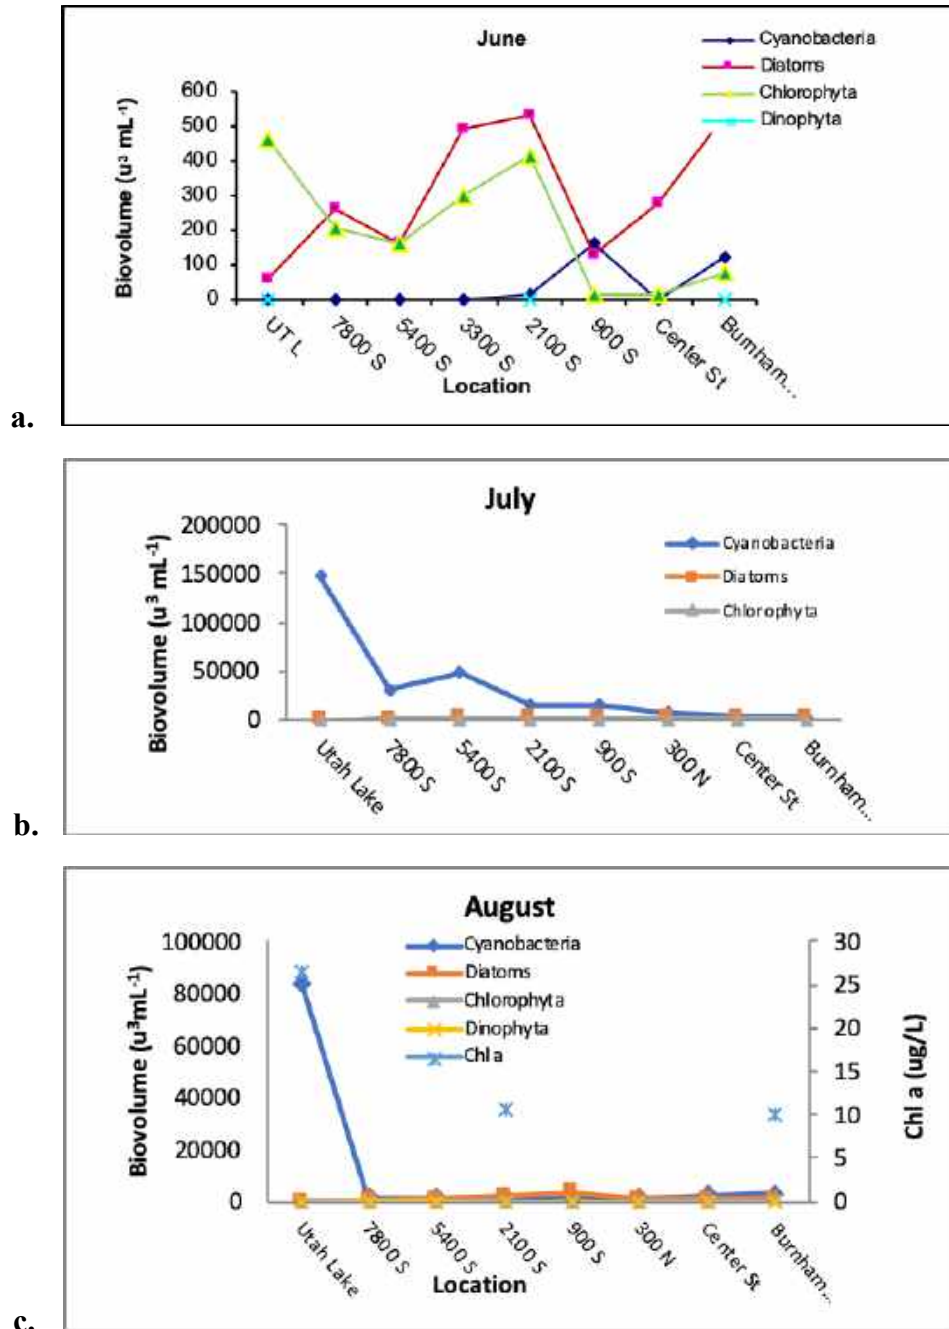 June
Cyanobacteria
Diatoms
Chlorophyta
Dinophyta
Biovolume (u³ mL⁻¹)
600
500
400
300
200
100
0
UT L
7800 S
5400 S
3300 S
2100 S
900 S
Center St
Burnham...
Location
a.
July
Cyanobacteria
Diatoms
Chlorophyta
Biovolume (u³ mL⁻¹)
200000
150000
100000
50000
0
Utah Lake
7800 S
5400 S
2100 S
900 S
300 N
Center St
Burnham...
b.
August
Cyanobacteria
Diatoms
Chlorophyta
Dinophyta
Chl a
Biovolume (u³mL⁻¹)
100000
80000
60000
40000
20000
0
30
25
20
15
10
5
0
Chl a (ug/L)
Utah Lake
7800 S
5400 S
2100 S
900 S
300 N
Center St
Burnham...
Location
c.